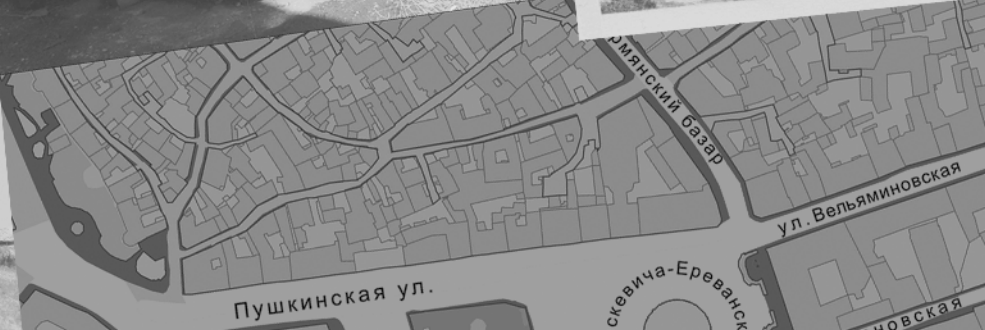 рмянский базар
ул. Вельяминовская
Пушкинская ул.
скевича-Ереванск
новская